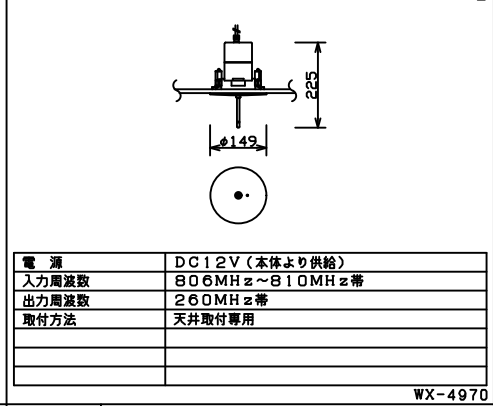 225
φ149
電　源 DC12V（本体より供給）
入力周波数 806MHz～810MHz帯
出力周波数 260MHz帯
取付方法 天井取付専用
WX-4970